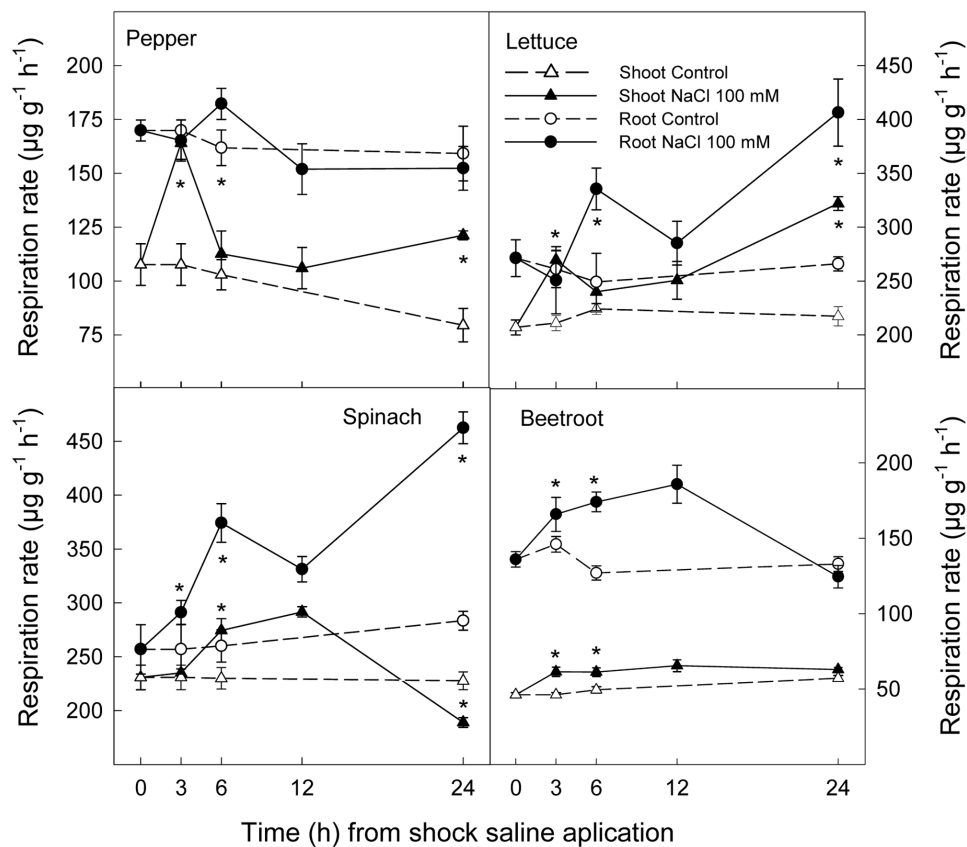 Pepper
Lettuce
Shoot Control
Shoot NaCl 100 mM
Root Control
Root NaCl 100 mM
Respiration rate (µg g⁻¹ h⁻¹)
200
175
150
125
100
75
*
*
*
*
*
*
*
450
400
350
300
250
200
Respiration rate (µg g⁻¹ h⁻¹)
Spinach
Beetroot
Respiration rate (µg g⁻¹ h⁻¹)
450
400
350
300
250
200
*
*
*
*
*
*
*
*
*
200
150
100
50
Respiration rate (µg g⁻¹ h⁻¹)
0 3 6 12 24
0 3 6 12 24
Time (h) from shock saline aplication